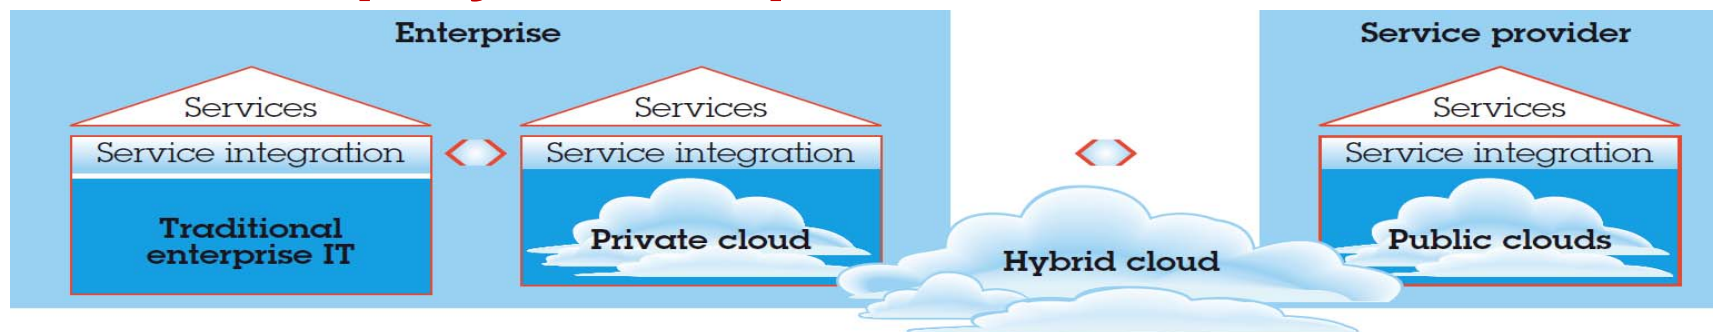 Enterprise
Service provider
Services
Services
Services
Service integration
Service integration
Service integration
Traditional
enterprise IT
Private cloud
Hybrid cloud
Public clouds